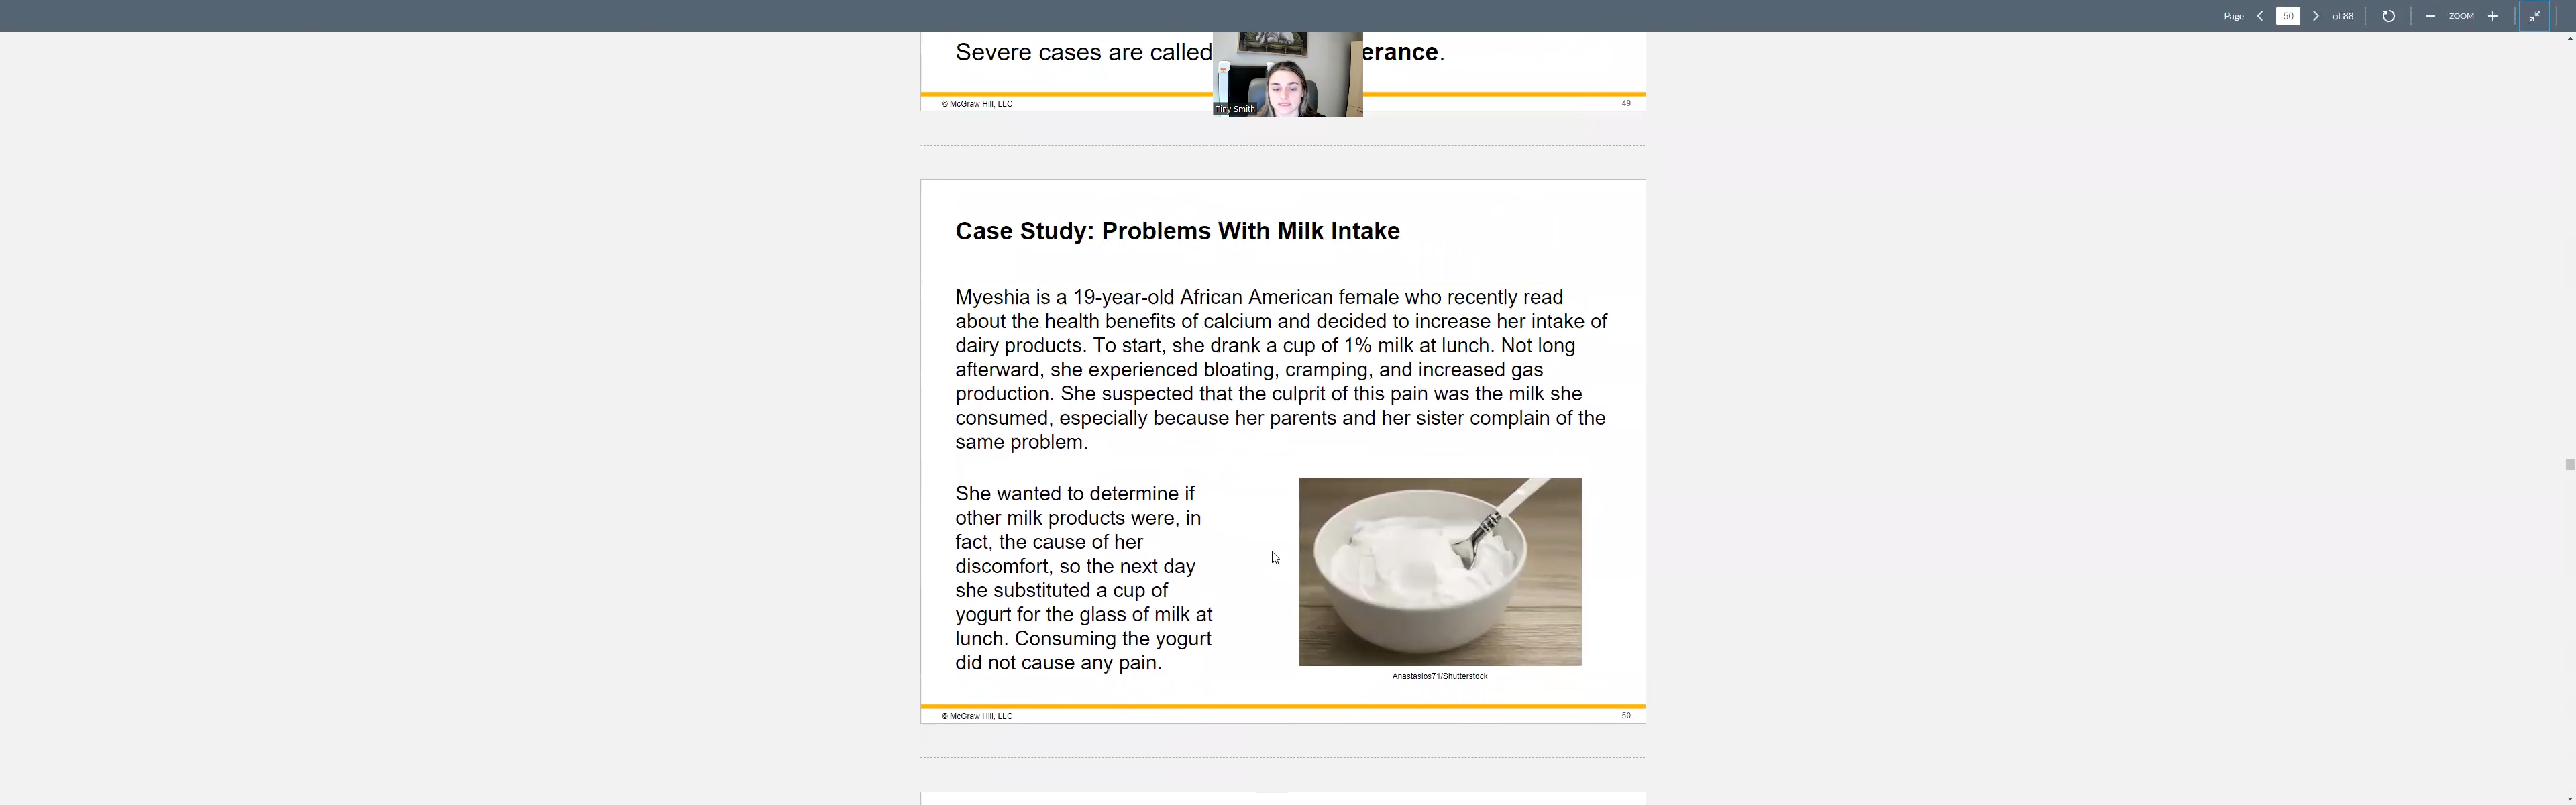 Page 50 of 88 ZOOM
Severe cases are called erance.
Tiny Smith
© McGraw Hill, LLC 49
Case Study: Problems With Milk Intake
Myeshia is a 19-year-old African American female who recently read
about the health benefits of calcium and decided to increase her intake of
dairy products. To start, she drank a cup of 1% milk at lunch. Not long
afterward, she experienced bloating, cramping, and increased gas
production. She suspected that the culprit of this pain was the milk she
consumed, especially because her parents and her sister complain of the
same problem.
She wanted to determine if
other milk products were, in
fact, the cause of her
discomfort, so the next day
she substituted a cup of
yogurt for the glass of milk at
lunch. Consuming the yogurt
did not cause any pain.
Anastasios71/Shutterstock
© McGraw Hill, LLC 50